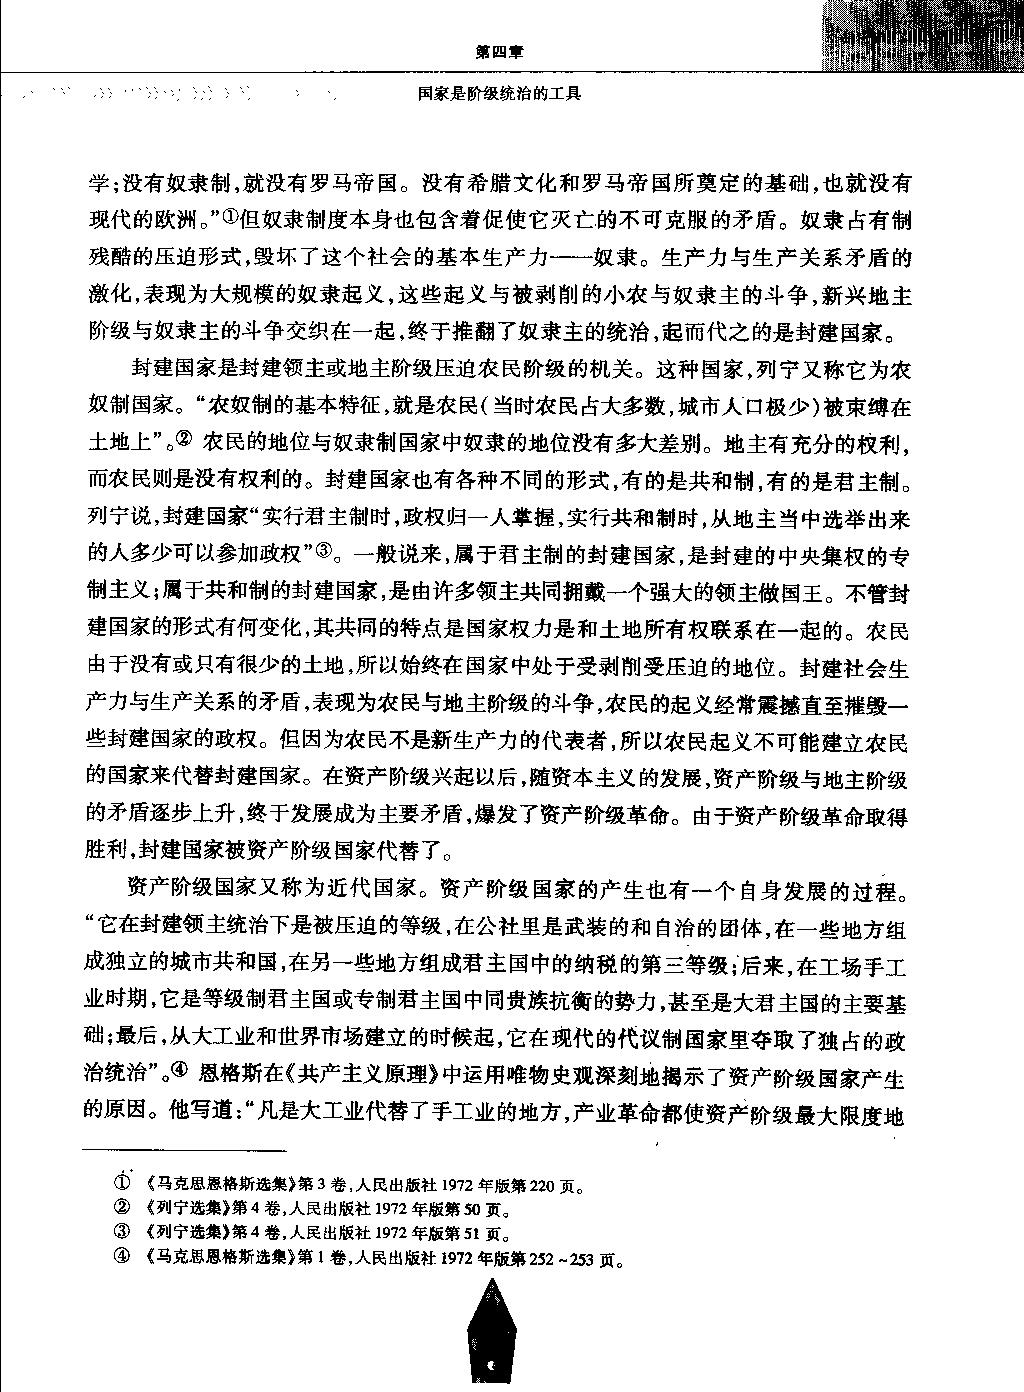 第四章
国家是阶级统治的工具
学;没有奴隶制,就没有罗马帝国。没有希腊文化和罗马帝国所奠定的基础,也就没有
现代的欧洲。”①但奴隶制度本身也包含着促使它灭亡的不可克服的矛盾。奴隶占有制
残酷的压迫形式,毁坏了这个社会的基本生产力——奴隶。生产力与生产关系矛盾的
激化,表现为大规模的奴隶起义,这些起义与被剥削的小农与奴隶主的斗争,新兴地主
阶级与奴隶主的斗争交织在一起,终于推翻了奴隶主的统治,起而代之的是封建国家。
封建国家是封建领主或地主阶级压迫农民阶级的机关。这种国家,列宁又称它为农
奴制国家。“农奴制的基本特征,就是农民(当时农民占大多数,城市人口极少)被束缚在
土地上”。② 农民的地位与奴隶制国家中奴隶的地位没有多大差别。地主有充分的权利,
而农民则是没有权利的。封建国家也有各种不同的形式,有的是共和制,有的是君主制。
列宁说,封建国家“实行君主制时,政权归一人掌握,实行共和制时,从地主当中选举出来
的人多少可以参加政权”③。一般说来,属于君主制的封建国家,是封建的中央集权的专
制主义;属于共和制的封建国家,是由许多领主共同拥戴一个强大的领主做国王。不管封
建国家的形式有何变化,其共同的特点是国家权力是和土地所有权联系在一起的。农民
由于没有或只有很少的土地,所以始终在国家中处于受剥削受压迫的地位。封建社会生
产力与生产关系的矛盾,表现为农民与地主阶级的斗争,农民的起义经常震撼直至摧毁一
些封建国家的政权。但因为农民不是新生产力的代表者,所以农民起义不可能建立农民
的国家来代替封建国家。在资产阶级兴起以后,随资本主义的发展,资产阶级与地主阶级
的矛盾逐步上升,终于发展成为主要矛盾,爆发了资产阶级革命。由于资产阶级革命取得
胜利,封建国家被资产阶级国家代替了。
资产阶级国家又称为近代国家。资产阶级国家的产生也有一个自身发展的过程。
“它在封建领主统治下是被压迫的等级,在公社里是武装的和自治的团体,在一些地方组
成独立的城市共和国,在另一些地方组成君主国中的纳税的第三等级;后来,在工场手工
业时期,它是等级制君主国或专制君主国中同贵族抗衡的势力,甚至是大君主国的主要基
础;最后,从大工业和世界市场建立的时候起,它在现代的代议制国家里夺取了独占的政
治统治”。④ 恩格斯在《共产主义原理》中运用唯物史观深刻地揭示了资产阶级国家产生
的原因。他写道:“凡是大工业代替了手工业的地方,产业革命都使资产阶级最大限度地
① 《马克思恩格斯选集》第 3 卷,人民出版社 1972 年版第 220 页。
② 《列宁选集》第 4 卷,人民出版社 1972 年版第 50 页。
③ 《列宁选集》第 4 卷,人民出版社 1972 年版第 51 页。
④ 《马克思恩格斯选集》第 1 卷,人民出版社 1972 年版第 252~253 页。